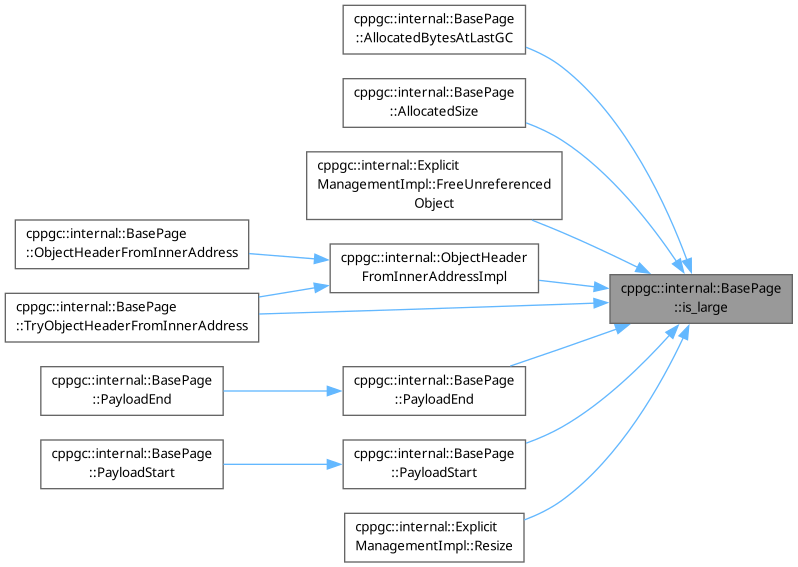 cppgc::internal::BasePage
::AllocatedBytesAtLastGC
cppgc::internal::BasePage
::AllocatedSize
cppgc::internal::Explicit
ManagementImpl::FreeUnreferenced
Object
cppgc::internal::BasePage
::ObjectHeaderFromInnerAddress
cppgc::internal::ObjectHeader
FromInnerAddressImpl
cppgc::internal::BasePage
::is_large
cppgc::internal::BasePage
::TryObjectHeaderFromInnerAddress
cppgc::internal::BasePage
::PayloadEnd
cppgc::internal::BasePage
::PayloadEnd
cppgc::internal::BasePage
::PayloadStart
cppgc::internal::BasePage
::PayloadStart
cppgc::internal::Explicit
ManagementImpl::Resize